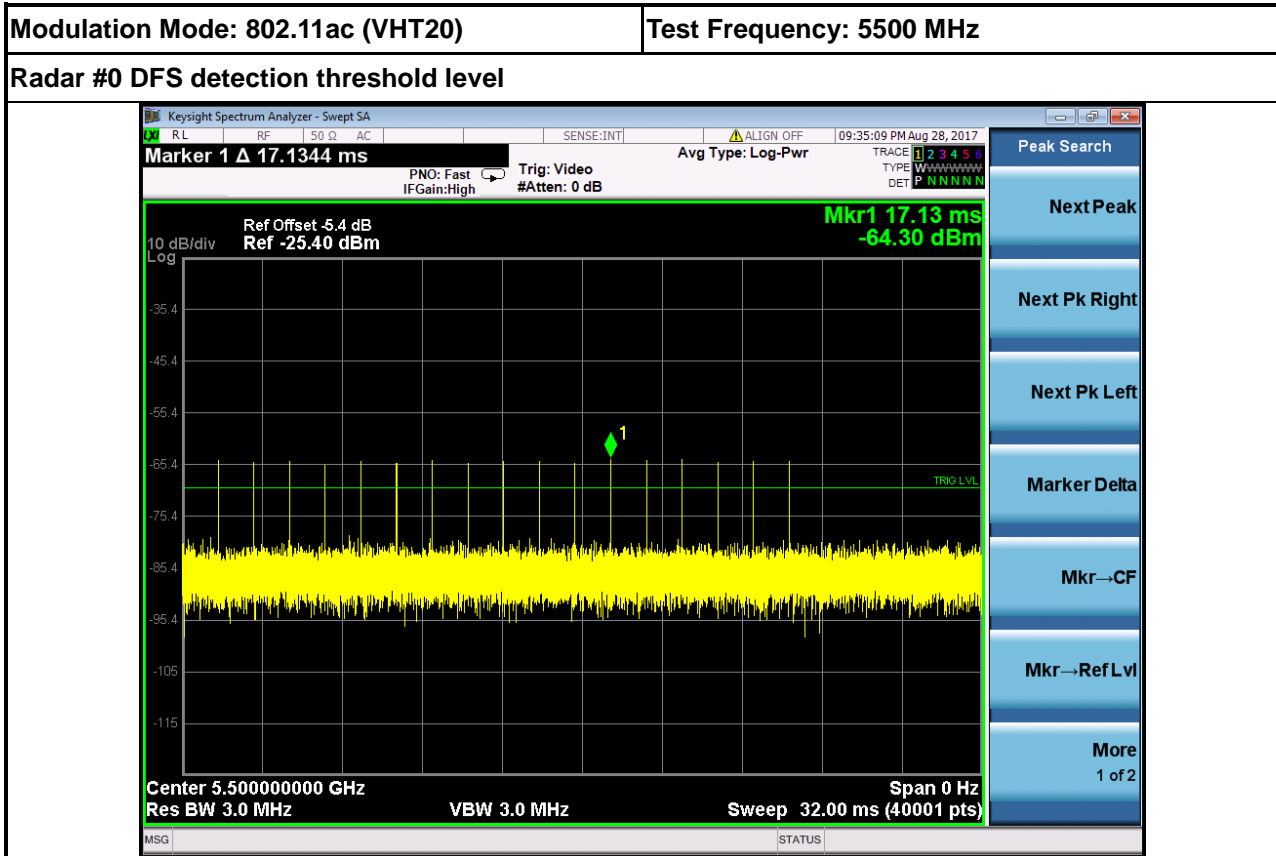 Modulation Mode: 802.11ac (VHT20) Test Frequency: 5500 MHz
Radar #0 DFS detection threshold level
Keysight Spectrum Analyzer - Swept SA
LXI RL RF 50 Ω AC SENSE:INT ALIGN OFF 09:35:09 PM Aug 28, 2017
Marker 1 Δ 17.1344 ms
PNO: Fast
IFGain:High
Trig: Video
#Atten: 0 dB
Avg Type: Log-Pwr
TRACE 1 2 3 4 5 6
TYPE WWWWWW
DET P N N N N N
Peak Search
Next Peak
Next Pk Right
Next Pk Left
Marker Delta
Mkr→CF
Mkr→Ref Lvl
More
1 of 2
Mkr1 17.13 ms
-64.30 dBm
Ref Offset -5.4 dB
10 dB/div Ref -25.40 dBm
Log
-35.4
-45.4
-55.4
1
-65.4
TRIG LVL
-75.4
-85.4
-95.4
-105
-115
Center 5.500000000 GHz Span 0 Hz
Res BW 3.0 MHz VBW 3.0 MHz Sweep 32.00 ms (40001 pts)
MSG STATUS